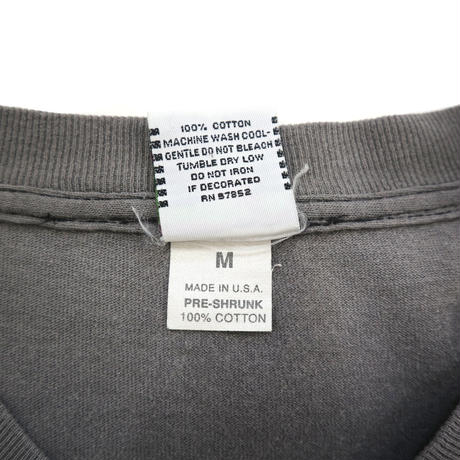 100% COTTON
MACHINE WASH COOL-
GENTLE DO NOT BLEACH
TUMBLE DRY LOW
DO NOT IRON
IF DECORATED
RN 57852
M
MADE IN U.S.A.
PRE-SHRUNK
100% COTTON